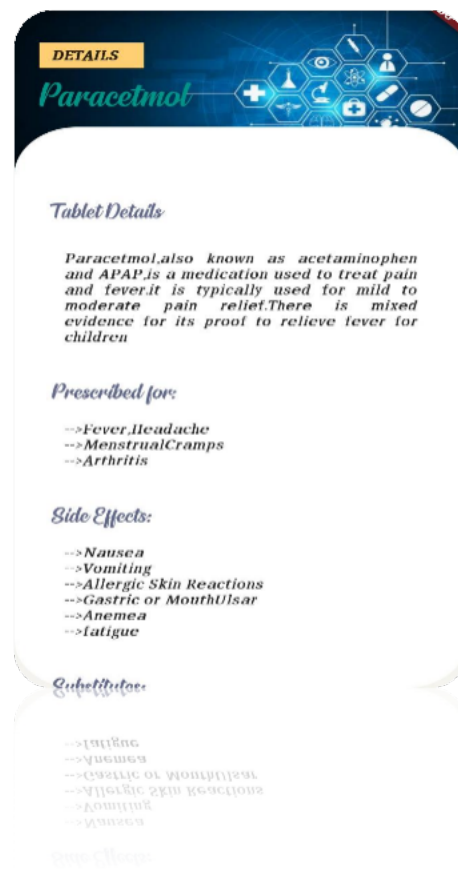 DETAILS
Paracetmol
Tablet Details
Paracetmol,also known as acetaminophen
and APAP,is a medication used to treat pain
and fever.it is typically used for mild to
moderate pain relief.There is mixed
evidence for its proof to relieve fever for
children
Prescribed for:
-->Fever,Headache
-->MenstrualCramps
-->Arthritis
Side Effects:
-->Nausea
-->Vomiting
-->Allergic Skin Reactions
-->Gastric or MouthUlsar
-->Anemea
-->fatigue
Substitutes: